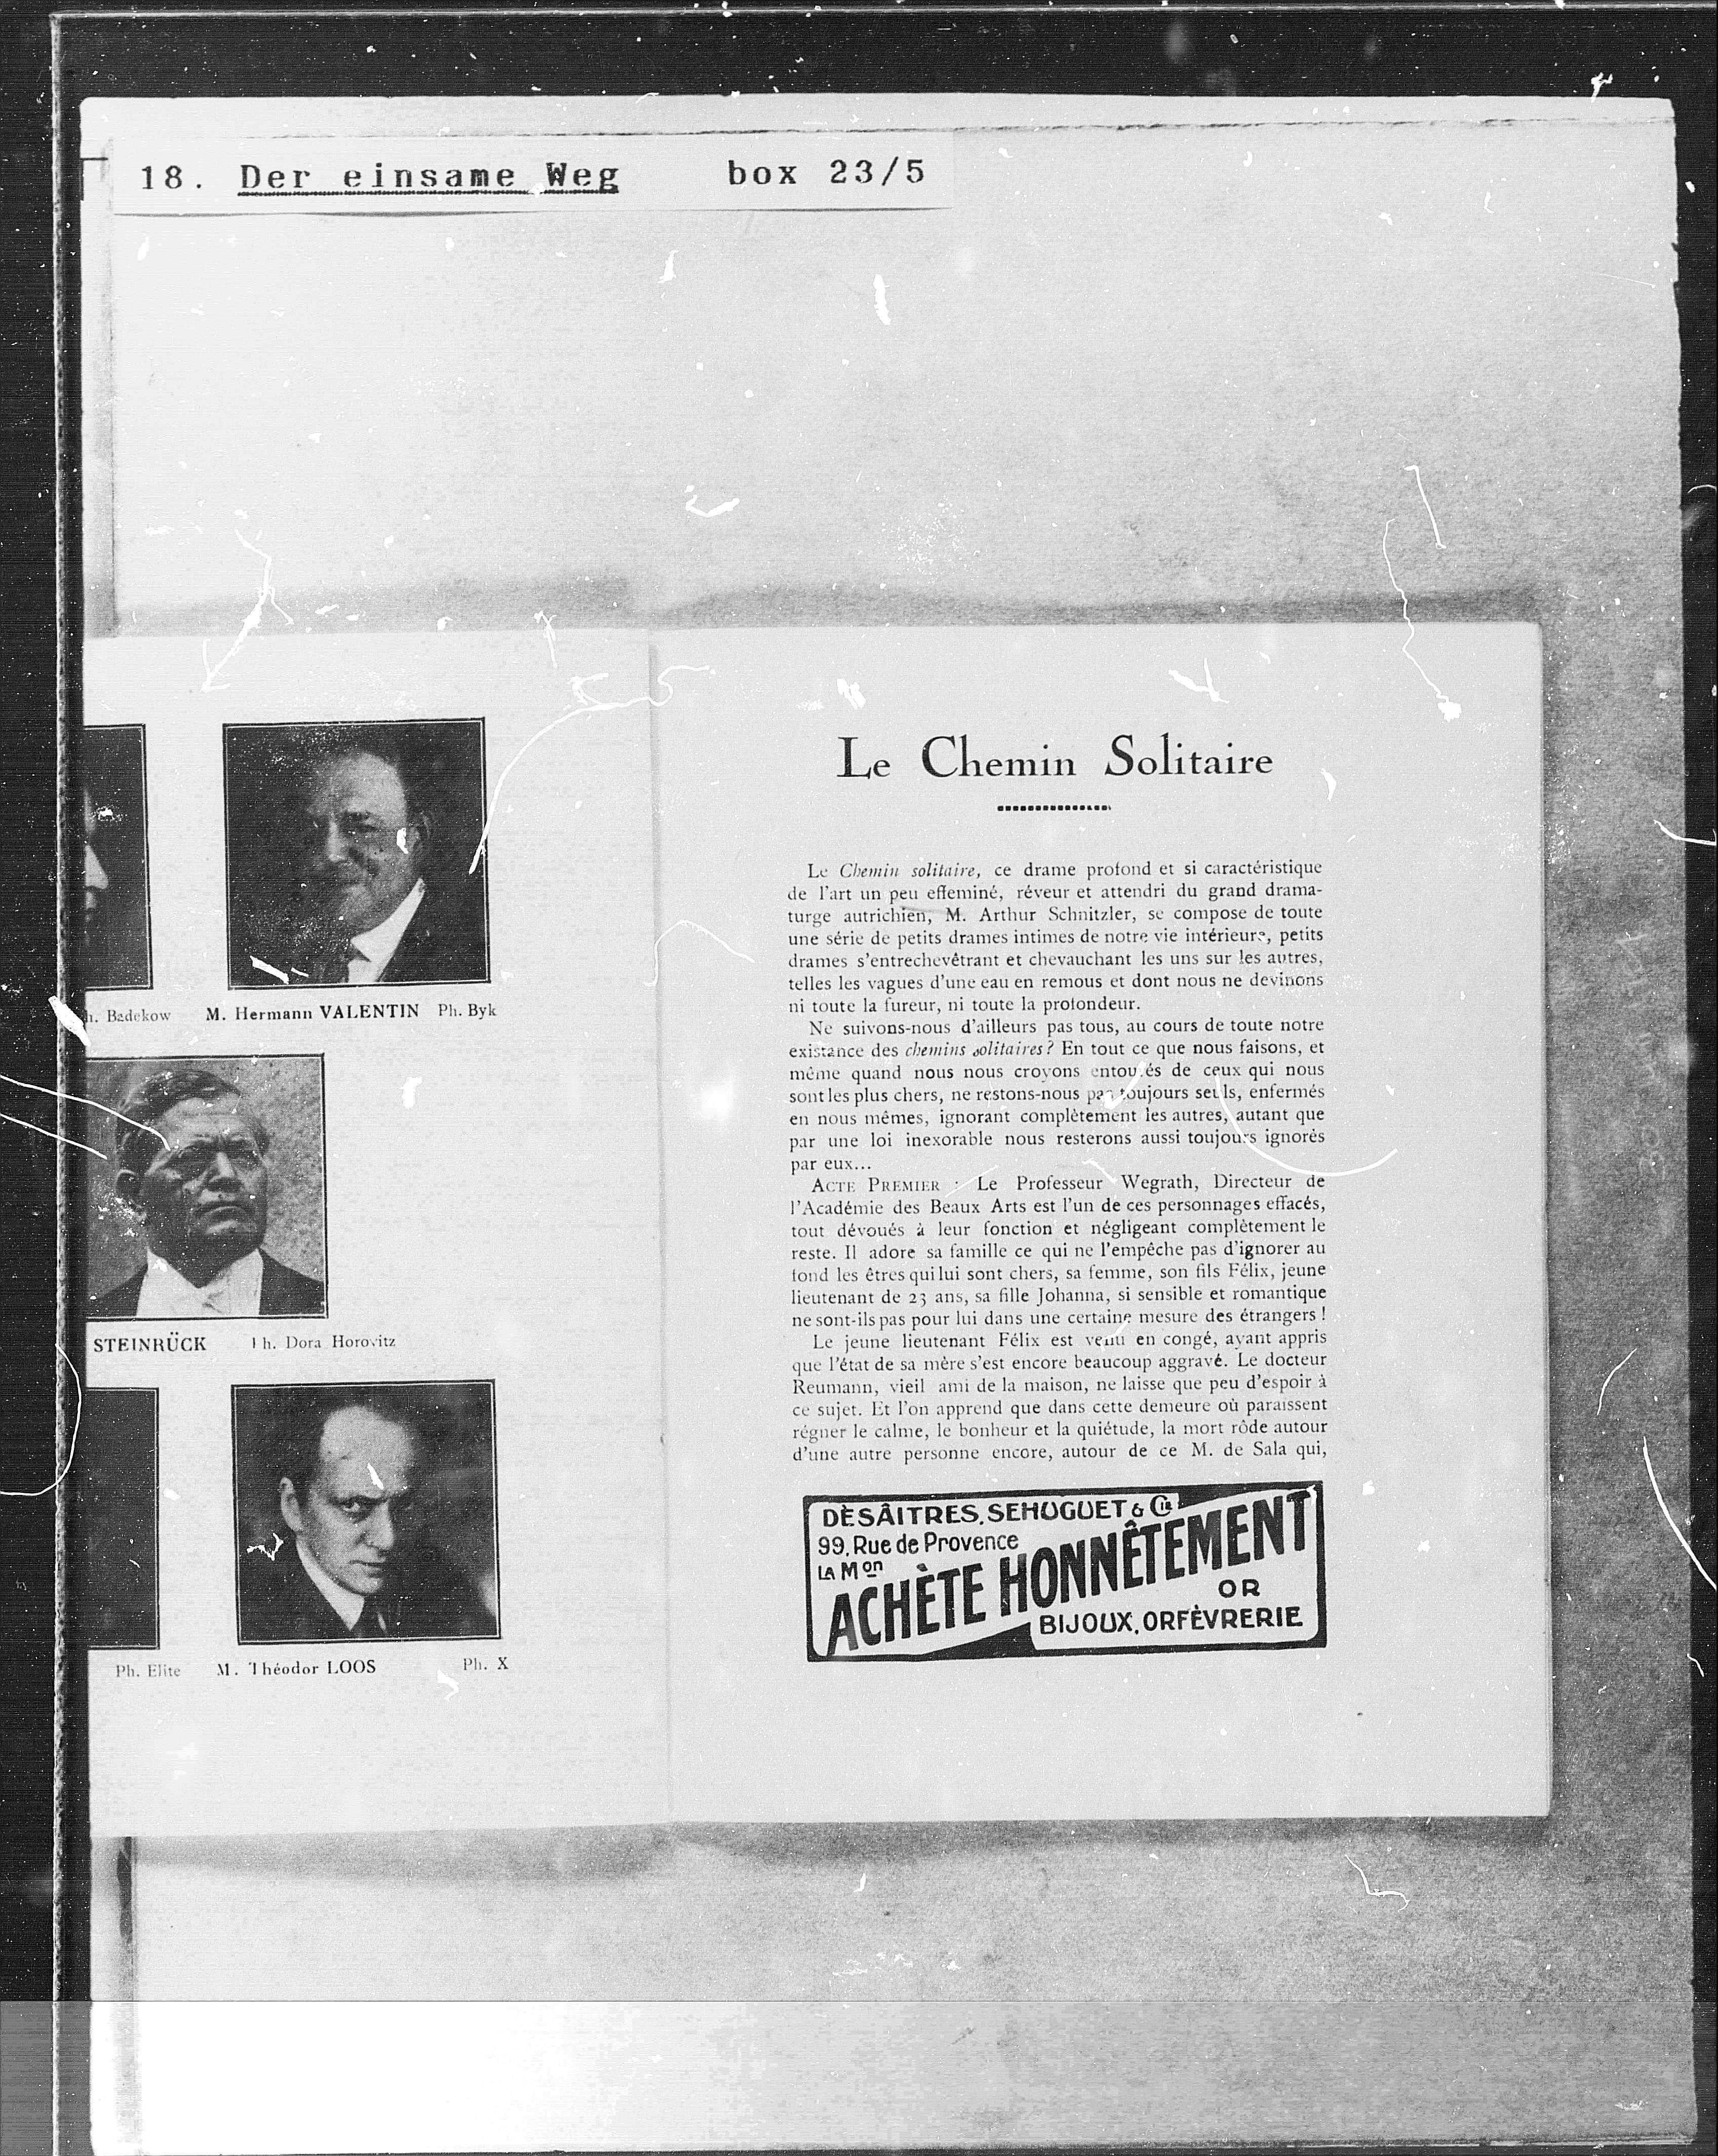 18. Der einsame Weg box 23/5
Badekow M. Hermann VALENTIN Ph. Byk
STEINRÜCK Ph. Dora Horovitz
Ph. Elite M. Théodor LOOS Ph. X
Le Chemin Solitaire
Le Chemin solitaire, ce drame profond et si caractéristique
de l'art un peu effeminé, rêveur et attendri du grand drama-
turge autrichien, M. Arthur Schnitzler, se compose de toute
une série de petits drames intimes de notre vie intérieure, petits
drames s'entrechevêtrant et chevauchant les uns sur les autres,
telles les vagues d'une eau en remous et dont nous ne devinons
ni toute la fureur, ni toute la profondeur.
Ne suivons-nous d'ailleurs pas tous, au cours de toute notre
existance des chemins solitaires? En tout ce que nous faisons, et
même quand nous nous croyons entourés de ceux qui nous
sont les plus chers, ne restons-nous pas toujours seuls, enfermés
en nous mêmes, ignorant complètement les autres, autant que
par une loi inexorable nous resterons aussi toujours ignorés
par eux...
ACTE PREMIER : Le Professeur Wegrath, Directeur de
l'Académie des Beaux Arts est l'un de ces personnages effacés,
tout dévoués à leur fonction et négligeant complètement le
reste. Il adore sa famille ce qui ne l'empêche pas d'ignorer au
fond les êtres qui lui sont chers, sa femme, son fils Félix, jeune
lieutenant de 23 ans, sa fille Johanna, si sensible et romantique
ne sont-ils pas pour lui dans une certaine mesure des étrangers !
Le jeune lieutenant Félix est venu en congé, ayant appris
que l'état de sa mère s'est encore beaucoup aggravé. Le docteur
Reumann, vieil ami de la maison, ne laisse que peu d'espoir à
ce sujet. Et l'on apprend que dans cette demeure où paraissent
régner le calme, le bonheur et la quiétude, la mort rôde autour
d'une autre personne encore, autour de ce M. de Sala qui,
DÈSÂITRES, SEHUGUET & Cie
99, Rue de Provence
LA Mon
ACHÈTE HONNÊTEMENT
OR
BIJOUX, ORFÈVRERIE